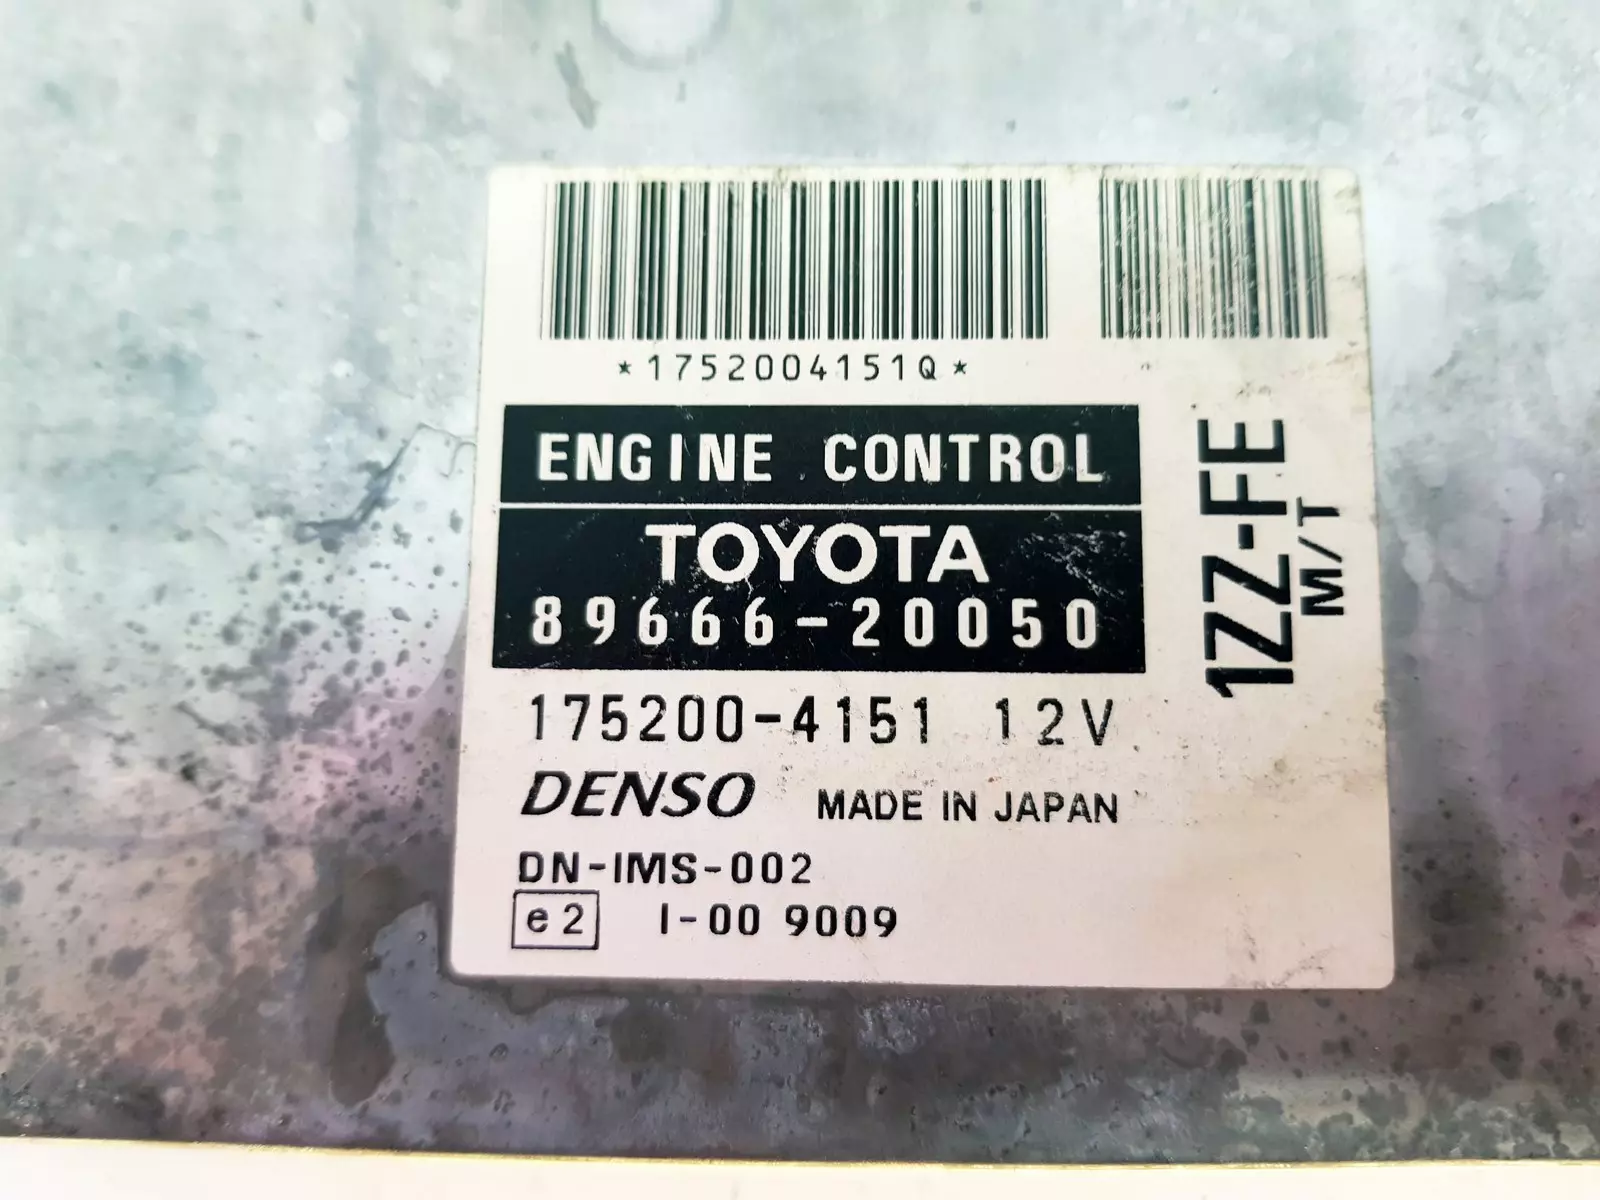 *1752004151Q*
ENGINE CONTROL
TOYOTA
89666-20050
175200-4151 12V
DENSO MADE IN JAPAN
DN-IMS-002
e2 I-00 9009
1ZZ-FE
M/T